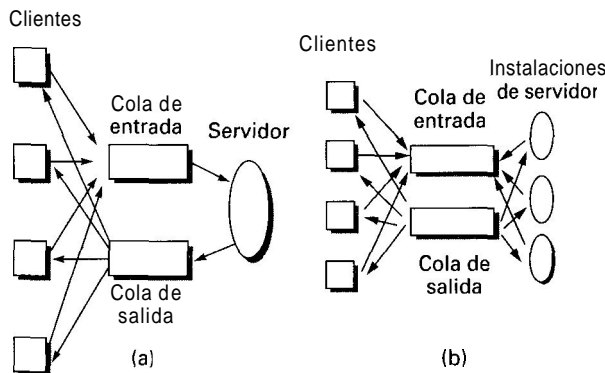 Clientes
Cola de
entrada
Servidor
Cola de
salida
(a)
Clientes
Cola de
entrada
Instalaciones
de servidor
Cola de
salida
(b)